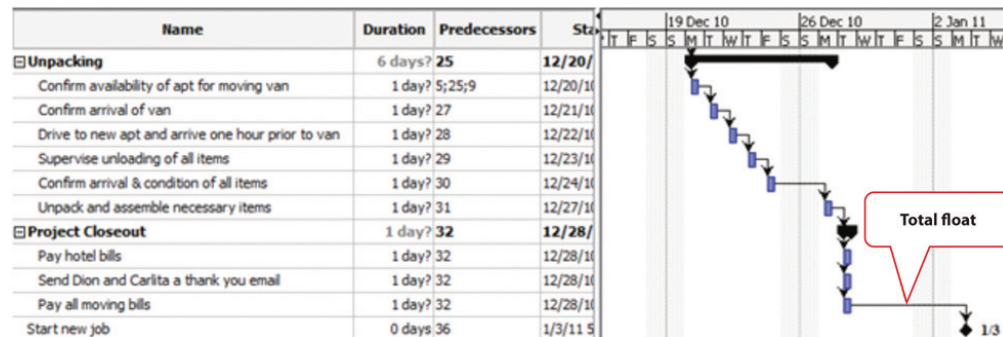 Name Duration Predecessors Sta 19 Dec 10 26 Dec 10 2 Jan 11
T F S S M T W T F S S M T W T F S S M T W
Unpacking 6 days? 25 12/20/
Confirm availability of apt for moving van 1 day? 5;25;9 12/20/10
Confirm arrival of van 1 day? 27 12/21/10
Drive to new apt and arrive one hour prior to van 1 day? 28 12/22/10
Supervise unloading of all items 1 day? 29 12/23/10
Confirm arrival & condition of all items 1 day? 30 12/24/10
Unpack and assemble necessary items 1 day? 31 12/27/10
Total float
Project Closeout 1 day? 32 12/28/
Pay hotel bills 1 day? 32 12/28/10
Send Dion and Carlita a thank you email 1 day? 32 12/28/10
Pay all moving bills 1 day? 32 12/28/10
Start new job 0 days 36 1/3/11 5 1/3